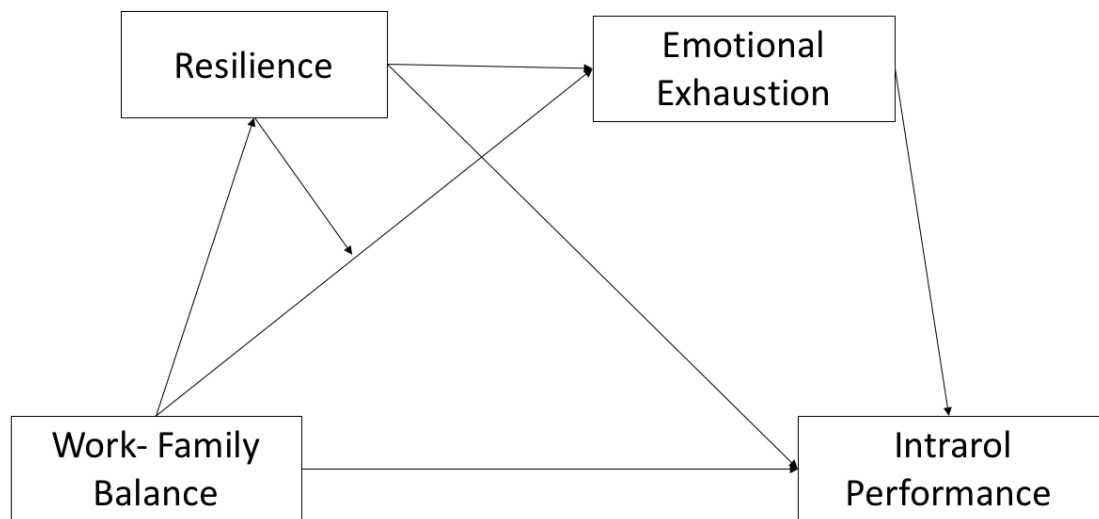 Resilience
Emotional
Exhaustion
Work- Family
Balance
Intrarol
Performance